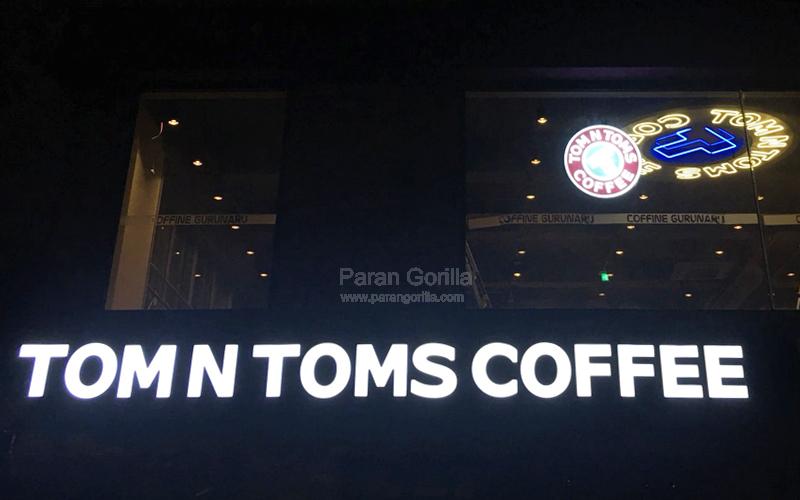 TOM N TOMS
COFFEE
TOM N TOMS CO
COFFINE GURUNARU
COFFINE GURUNARU
COFFINE GURUNARU
Paran Gorilla
www.parangorilla.com
TOM N TOMS COFFEE